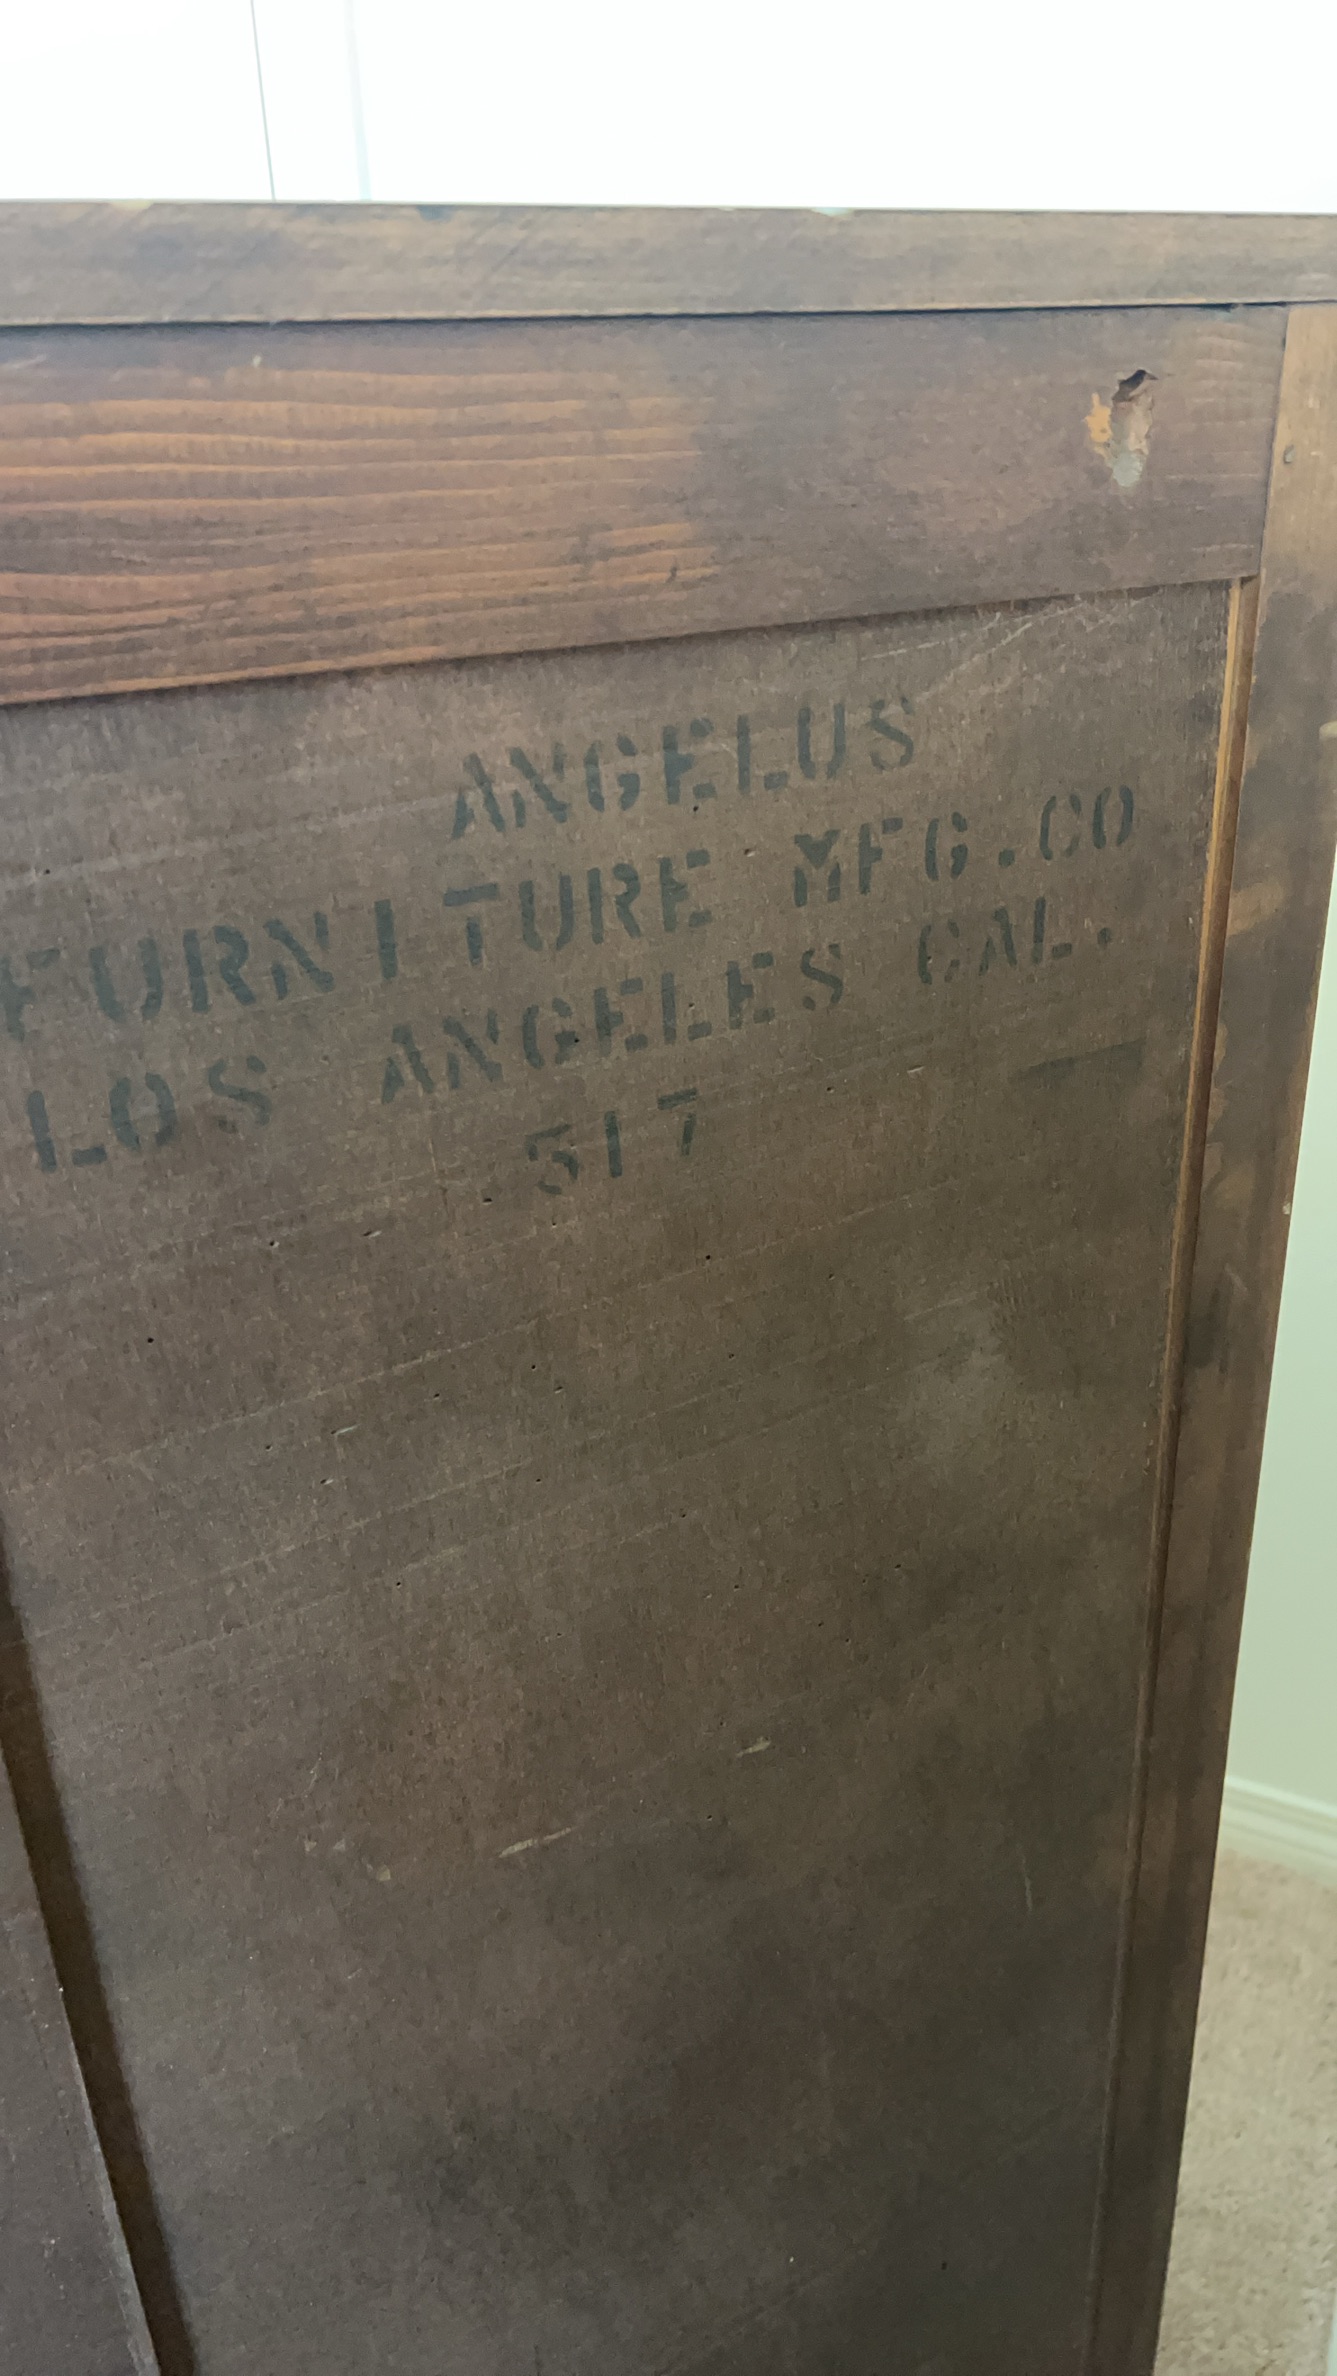 ANGELUS
FURNITURE MFG.CO
LOS ANGELES CAL.
517